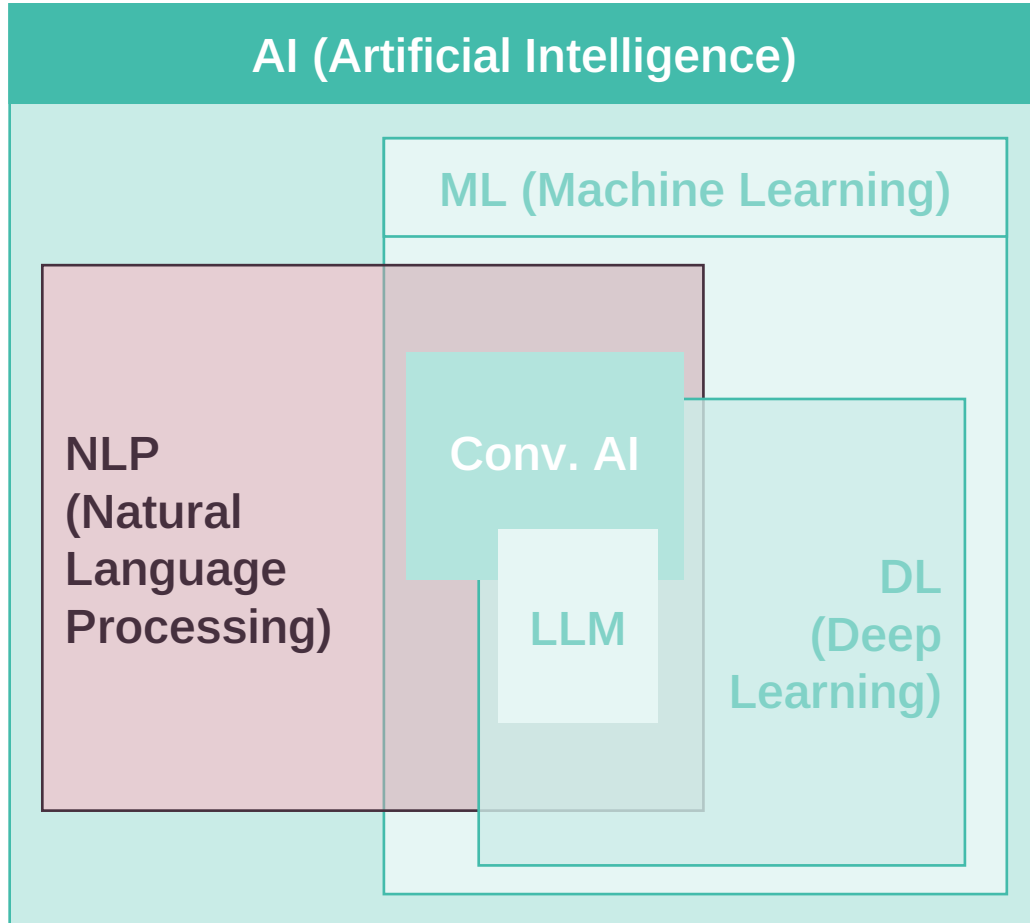 AI (Artificial Intelligence)
ML (Machine Learning)
NLP
(Natural
Language
Processing)
Conv. AI
LLM
DL
(Deep
Learning)